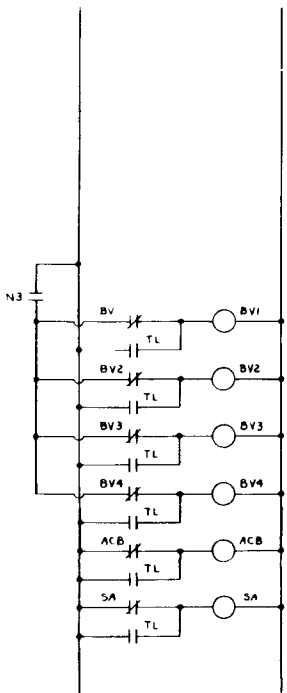 N3
BV BV1
TL
BV2 BV2
TL
BV3 BV3
TL
BV4 BV4
TL
ACB ACB
TL
SA SA
TL